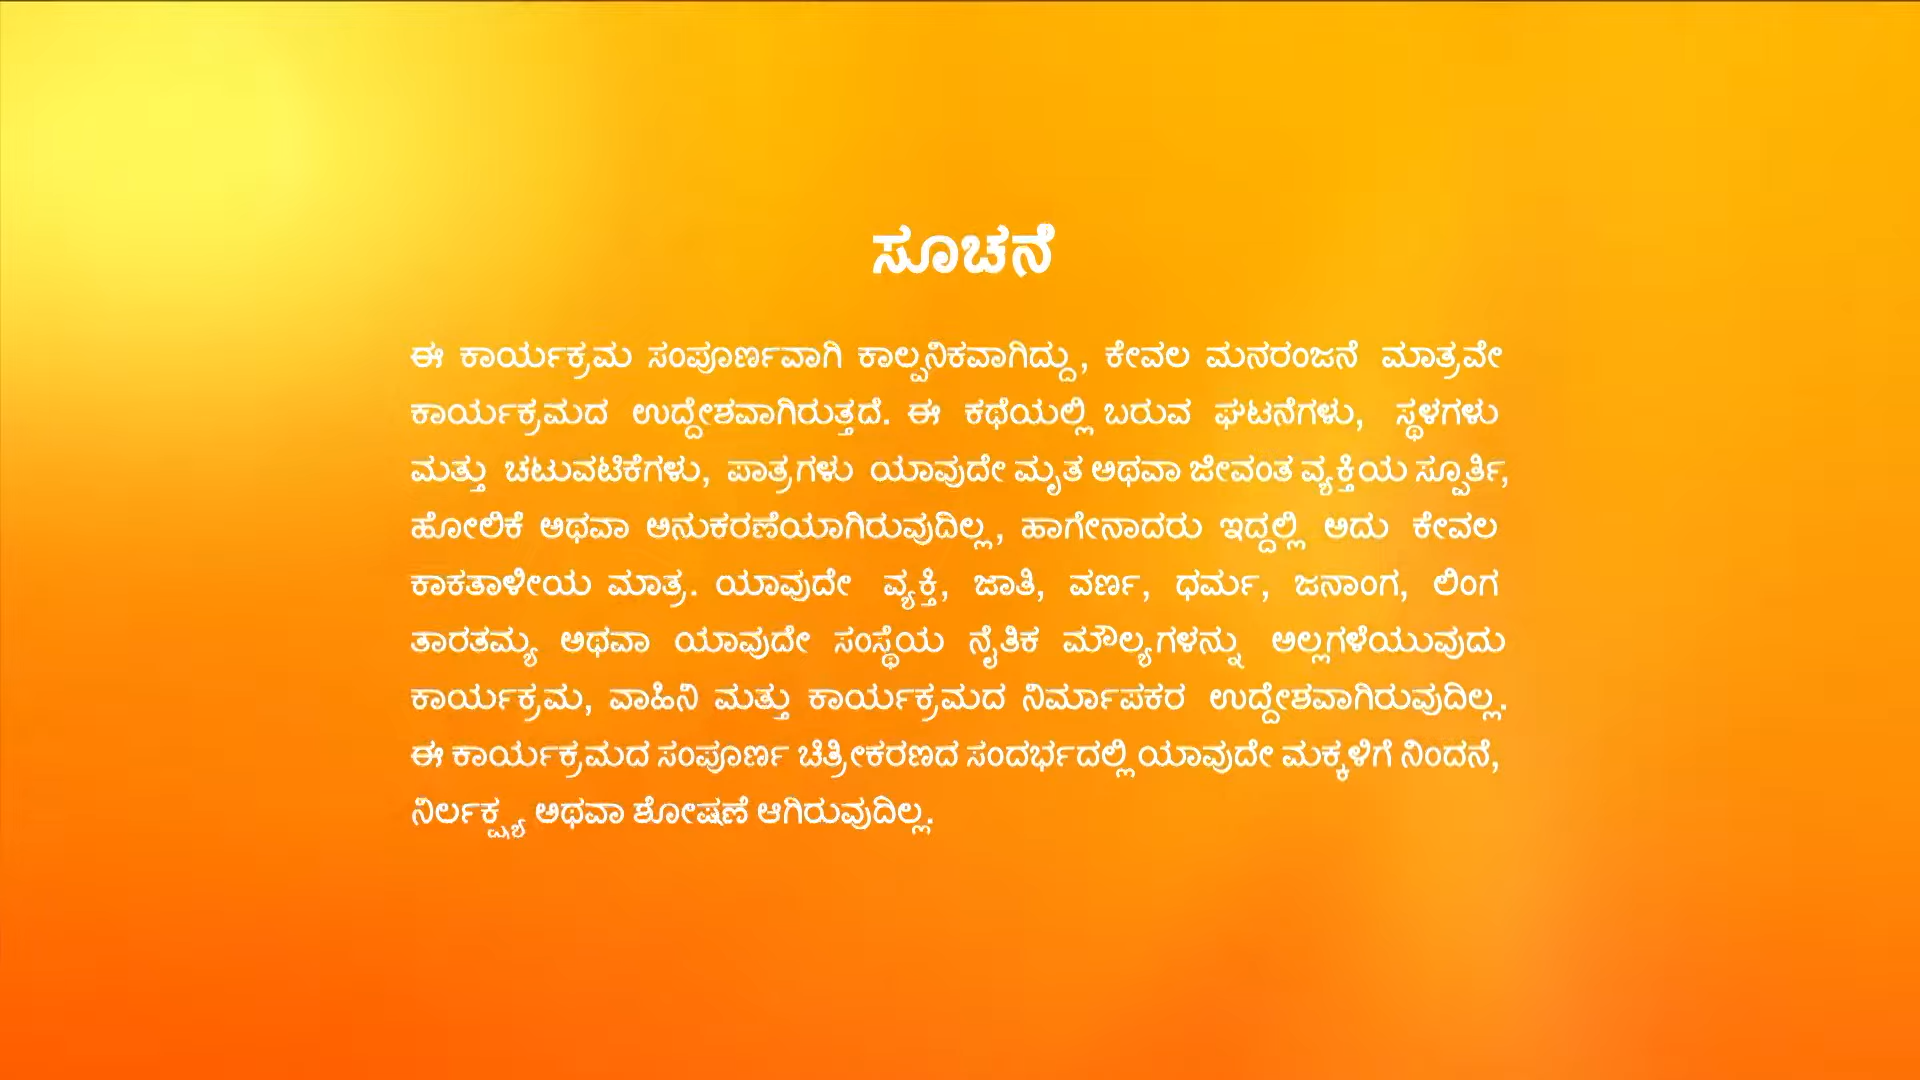 ಸೂಚನೆ
ಈ ಕಾರ್ಯಕ್ರಮ ಸಂಪೂರ್ಣವಾಗಿ ಕಾಲ್ಪನಿಕವಾಗಿದ್ದು, ಕೇವಲ ಮನರಂಜನೆ ಮಾತ್ರವೇ
ಕಾರ್ಯಕ್ರಮದ ಉದ್ದೇಶವಾಗಿರುತ್ತದೆ. ಈ ಕಥೆಯಲ್ಲಿ ಬರುವ ಘಟನೆಗಳು, ಸ್ಥಳಗಳು
ಮತ್ತು ಚಟುವಟಿಕೆಗಳು, ಪಾತ್ರಗಳು ಯಾವುದೇ ಮೃತ ಅಥವಾ ಜೀವಂತ ವ್ಯಕ್ತಿಯ ಸ್ಪೂರ್ತಿ,
ಹೋಲಿಕೆ ಅಥವಾ ಅನುಕರಣೆಯಾಗಿರುವುದಿಲ್ಲ, ಹಾಗೇನಾದರು ಇದ್ದಲ್ಲಿ ಅದು ಕೇವಲ
ಕಾಕತಾಳೀಯ ಮಾತ್ರ. ಯಾವುದೇ ವ್ಯಕ್ತಿ, ಜಾತಿ, ವರ್ಣ, ಧರ್ಮ, ಜನಾಂಗ, ಲಿಂಗ
ತಾರತಮ್ಯ ಅಥವಾ ಯಾವುದೇ ಸಂಸ್ಥೆಯ ನೈತಿಕ ಮೌಲ್ಯಗಳನ್ನು ಅಲ್ಲಗಳೆಯುವುದು
ಕಾರ್ಯಕ್ರಮ, ವಾಹಿನಿ ಮತ್ತು ಕಾರ್ಯಕ್ರಮದ ನಿರ್ಮಾಪಕರ ಉದ್ದೇಶವಾಗಿರುವುದಿಲ್ಲ.
ಈ ಕಾರ್ಯಕ್ರಮದ ಸಂಪೂರ್ಣ ಚಿತ್ರೀಕರಣದ ಸಂದರ್ಭದಲ್ಲಿ ಯಾವುದೇ ಮಕ್ಕಳಿಗೆ ನಿಂದನೆ,
ನಿರ್ಲಕ್ಷ್ಯ ಅಥವಾ ಶೋಷಣೆ ಆಗಿರುವುದಿಲ್ಲ.